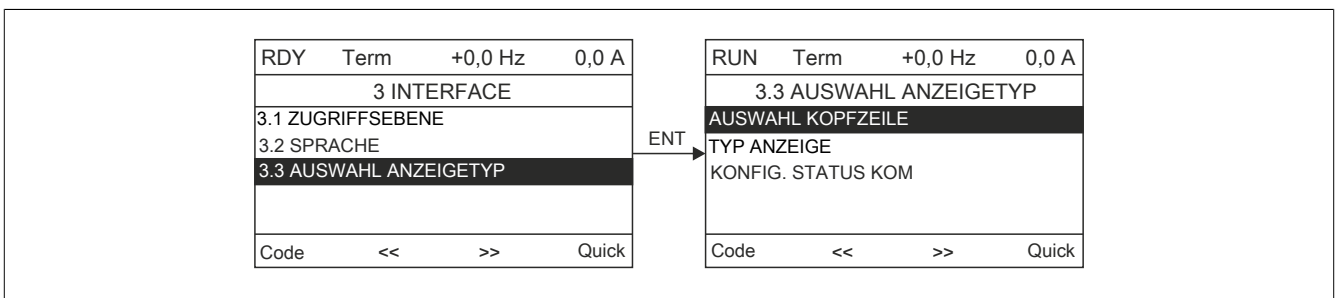 RDY Term +0,0 Hz 0,0 A
3 INTERFACE
3.1 ZUGRIFFSEBENE
3.2 SPRACHE
3.3 AUSWAHL ANZEIGETYP
Code << >> Quick
ENT
RUN Term +0,0 Hz 0,0 A
3.3 AUSWAHL ANZEIGETYP
AUSWAHL KOPFZEILE
TYP ANZEIGE
KONFIG. STATUS KOM
Code << >> Quick